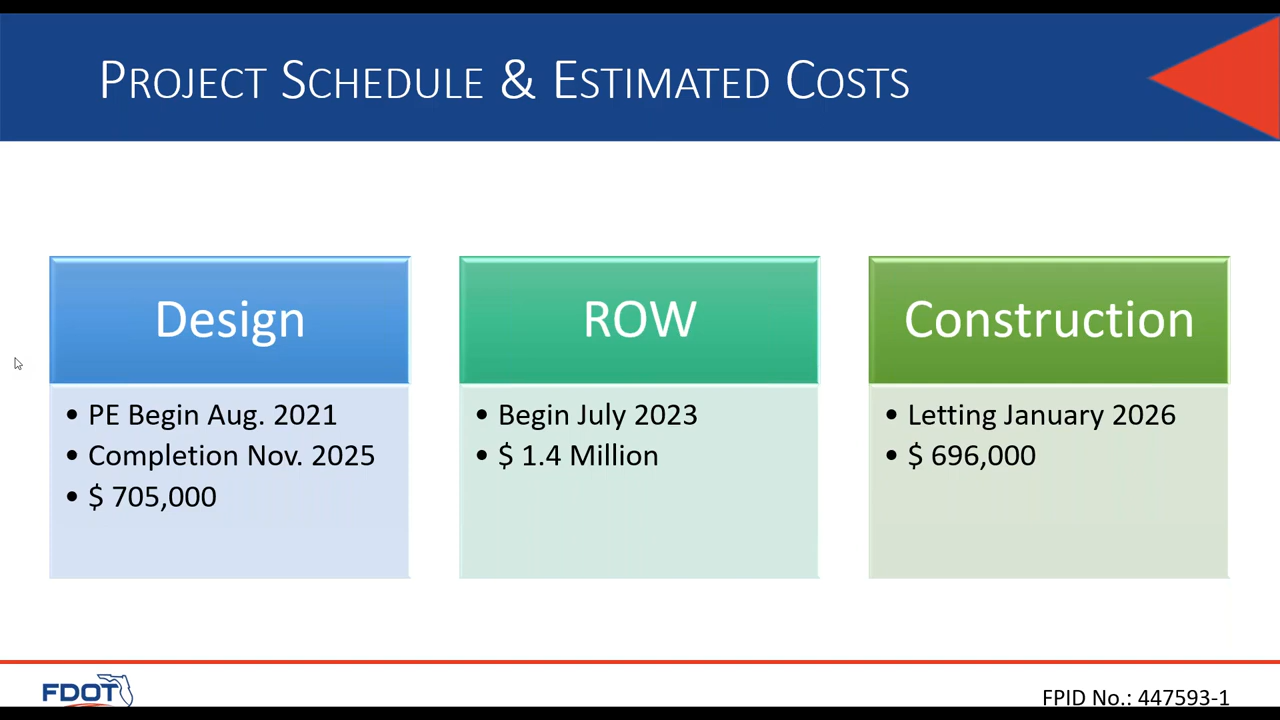 PROJECT SCHEDULE & ESTIMATED COSTS
Design
• PE Begin Aug. 2021
• Completion Nov. 2025
• $ 705,000
ROW
• Begin July 2023
• $ 1.4 Million
Construction
• Letting January 2026
• $ 696,000
FDOT
FPID No.: 447593-1